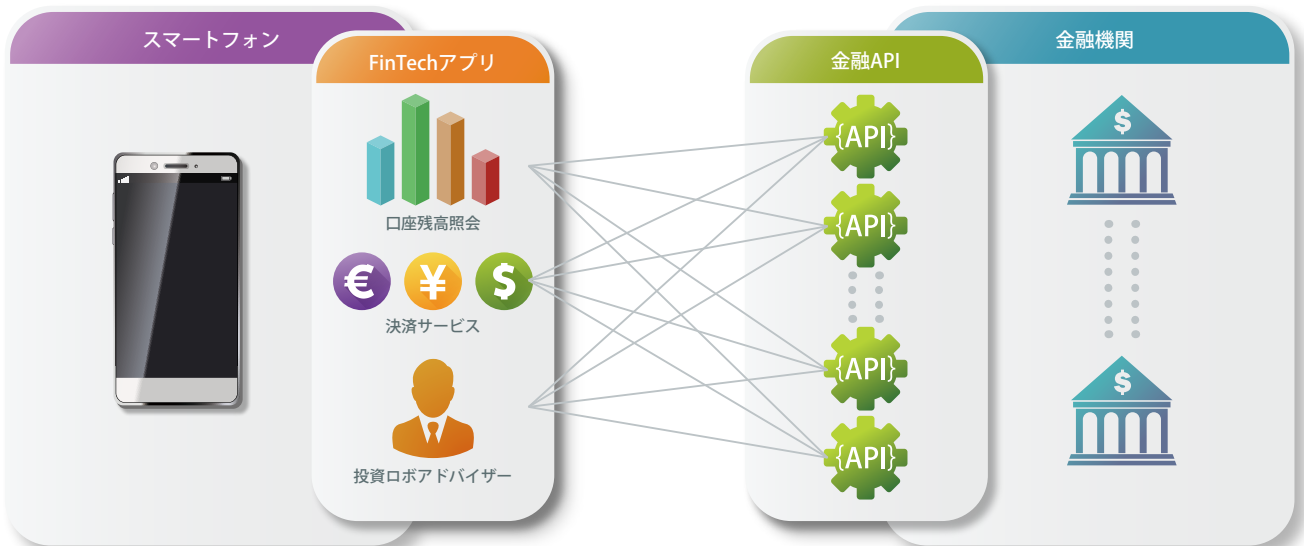 スマートフォン
FinTechアプリ
口座残高照会
€ ¥ $
決済サービス
投資ロボアドバイザー
金融API
{API}
{API}
{API}
{API}
金融機関
$
$